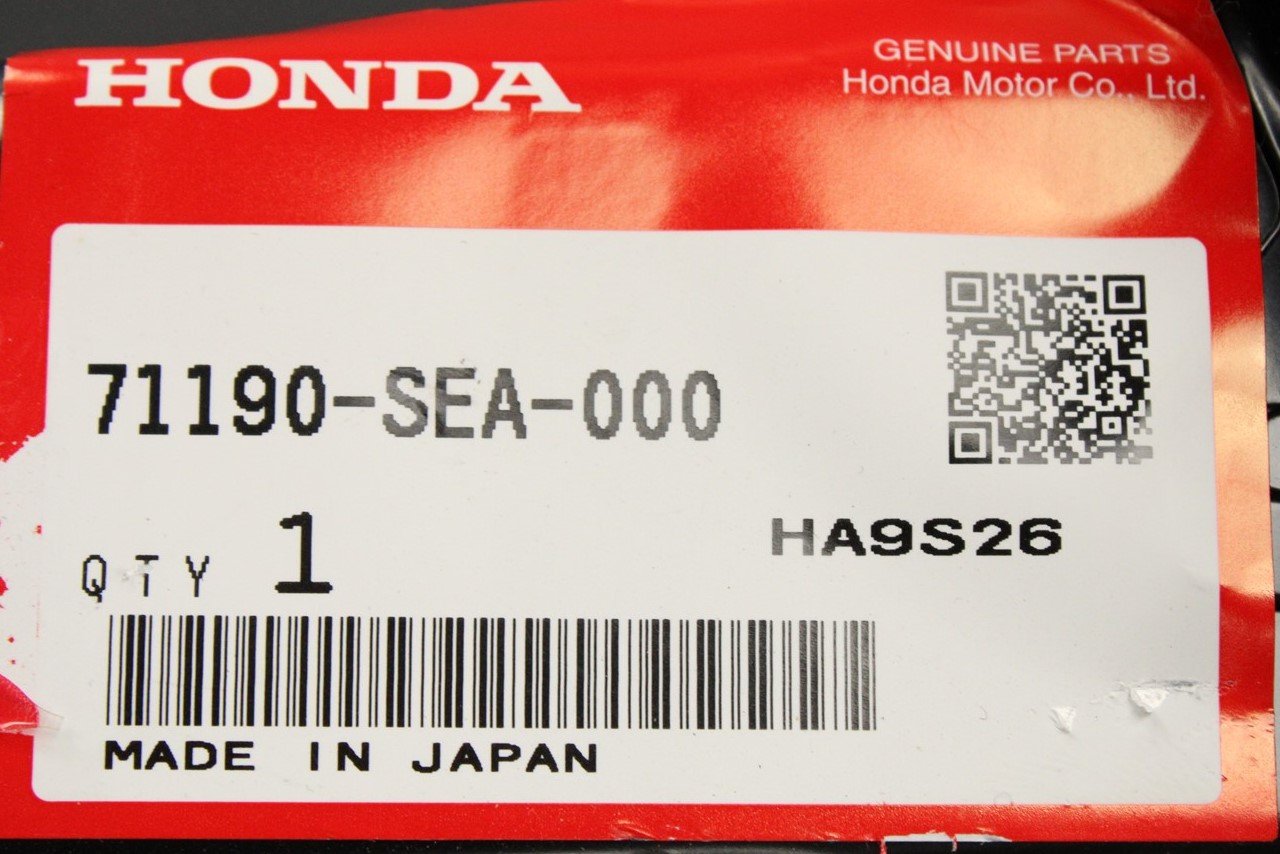 HONDA
GENUINE PARTS
Honda Motor Co., Ltd.
71190-SEA-000
QTY 1
HA9S26
MADE IN JAPAN